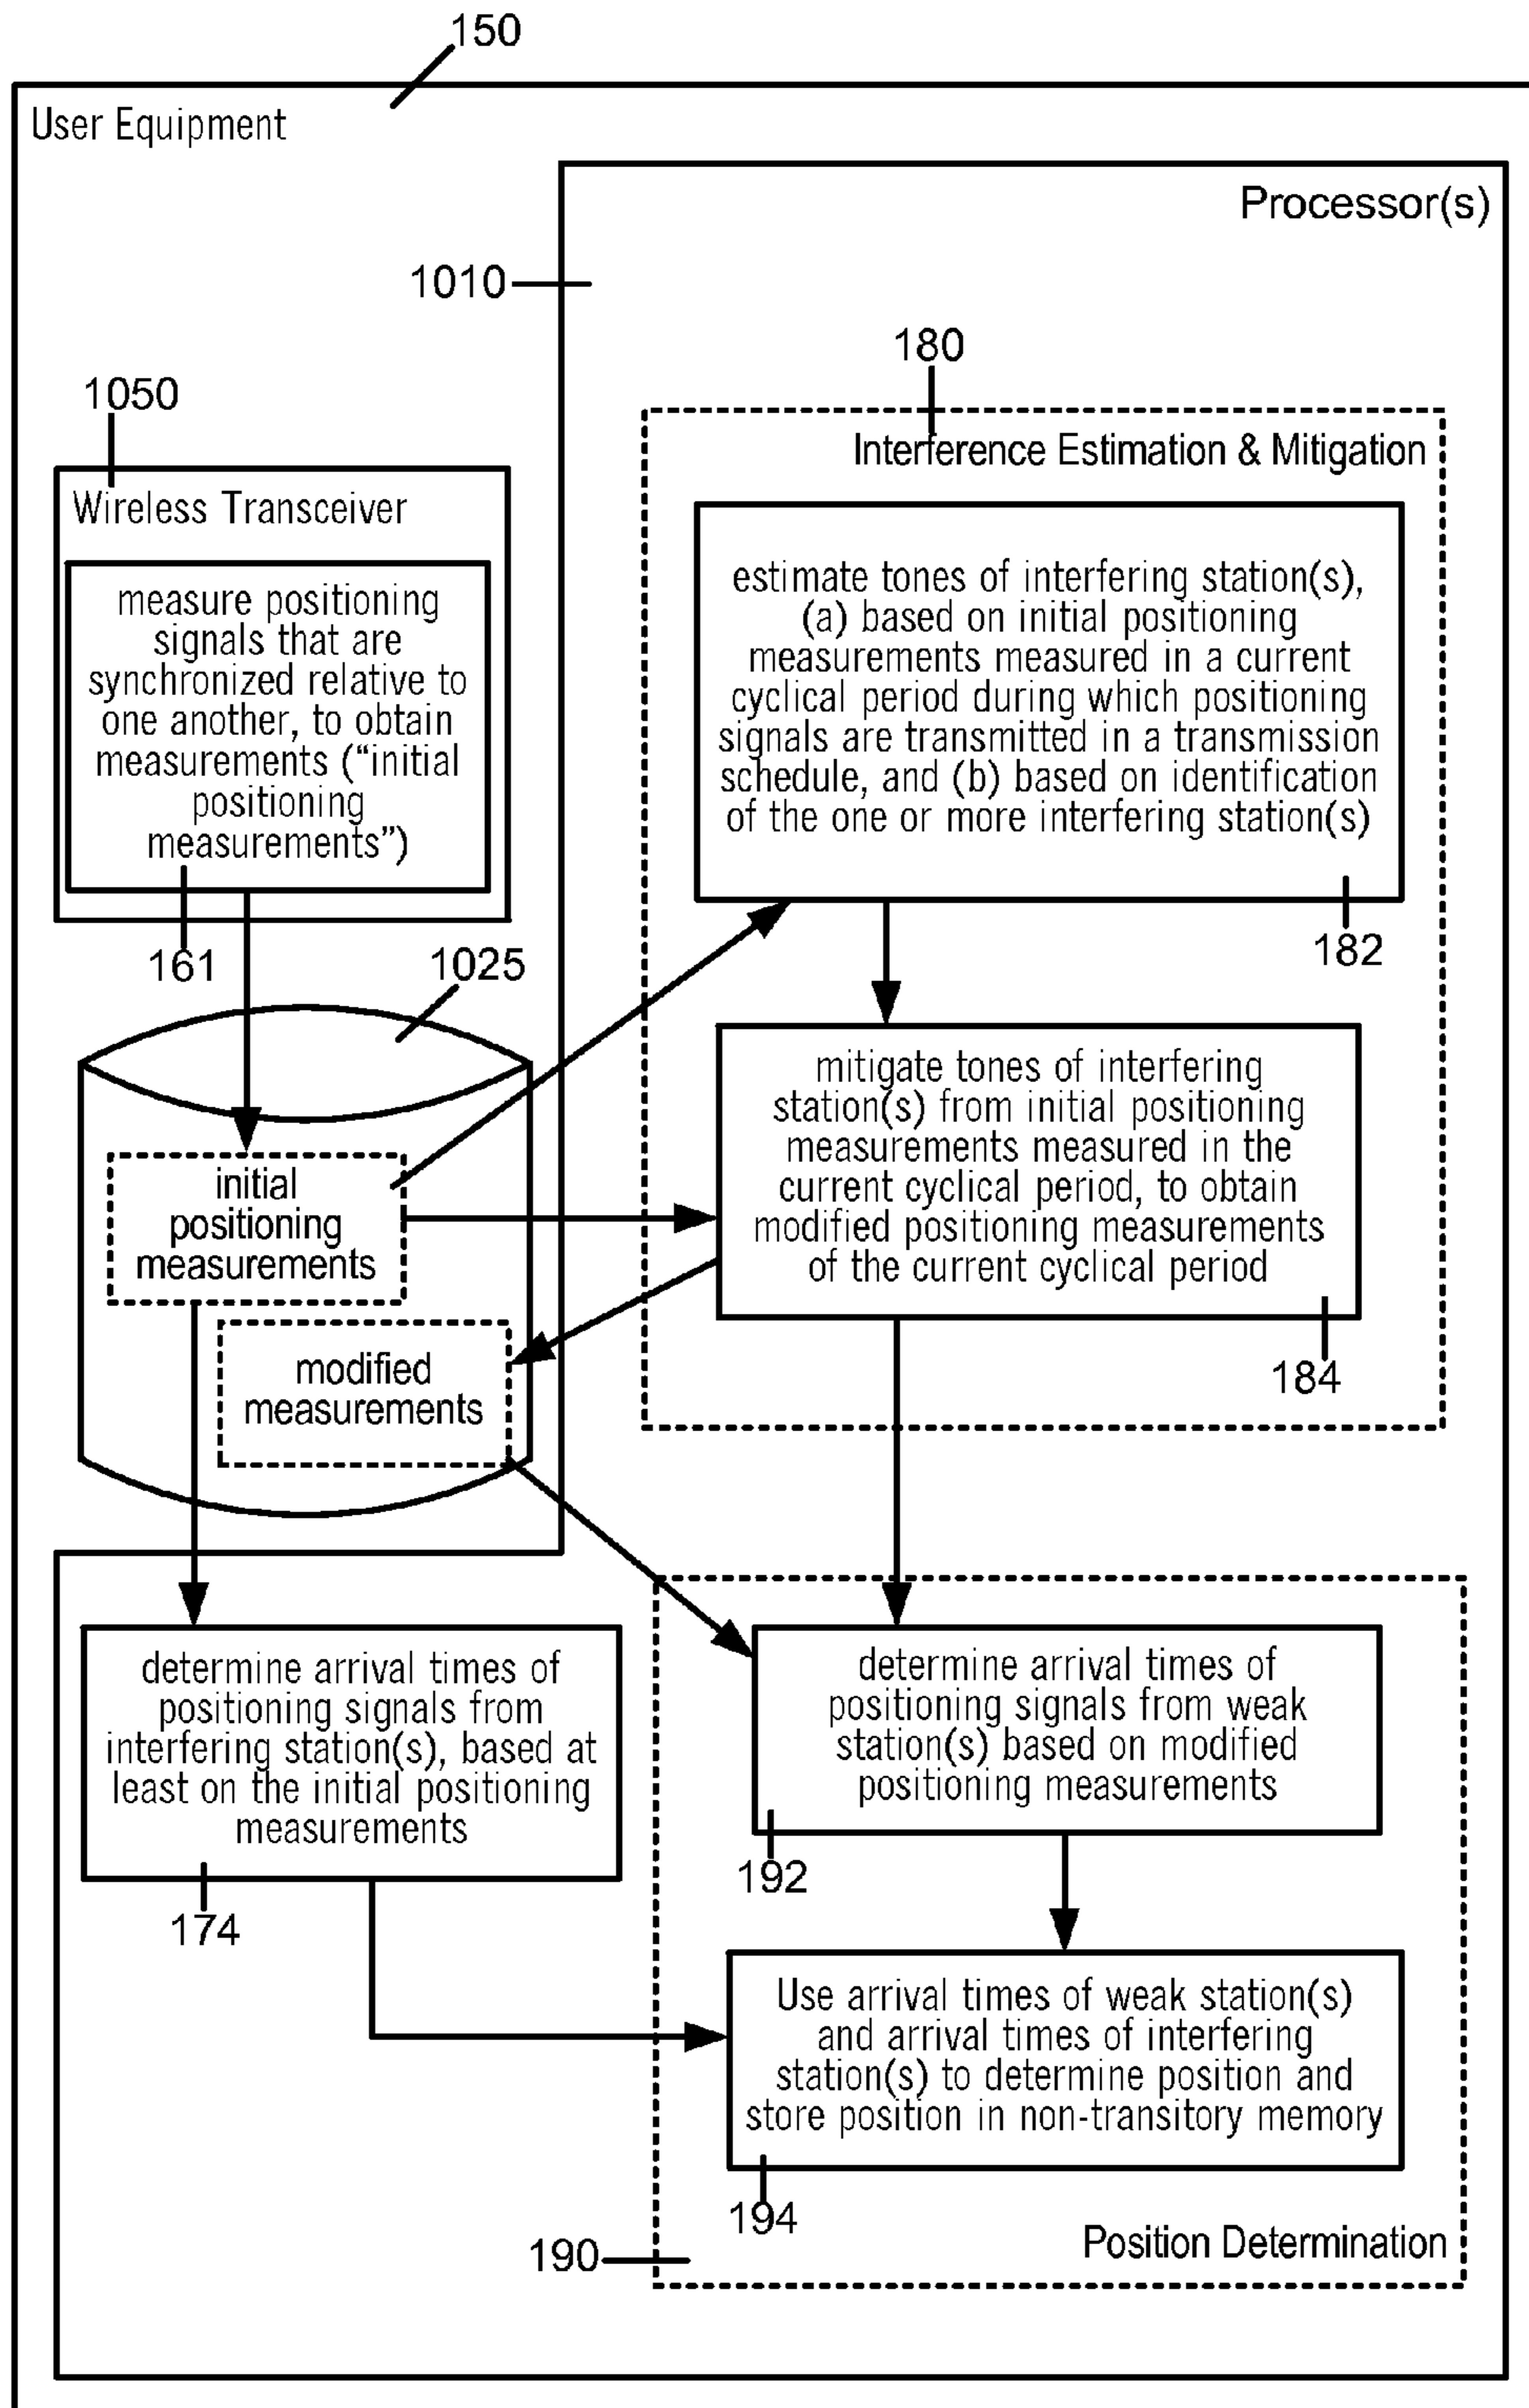 150
User Equipment
Processor(s)
1010
180
1050
Interference Estimation & Mitigation
Wireless Transceiver
measure positioning
signals that are
synchronized relative to
one another, to obtain
measurements (“initial
positioning
measurements”)
161
estimate tones of interfering station(s),
(a) based on initial positioning
measurements measured in a current
cyclical period during which positioning
signals are transmitted in a transmission
schedule, and (b) based on identification
of the one or more interfering station(s)
182
1025
initial
positioning
measurements
mitigate tones of interfering
station(s) from initial positioning
measurements measured in the
current cyclical period, to obtain
modified positioning measurements
of the current cyclical period
184
modified
measurements
determine arrival times of
positioning signals from
interfering station(s), based at
least on the initial positioning
measurements
174
determine arrival times of
positioning signals from weak
station(s) based on modified
positioning measurements
192
Use arrival times of weak station(s)
and arrival times of interfering
station(s) to determine position and
store position in non-transitory memory
194
190
Position Determination